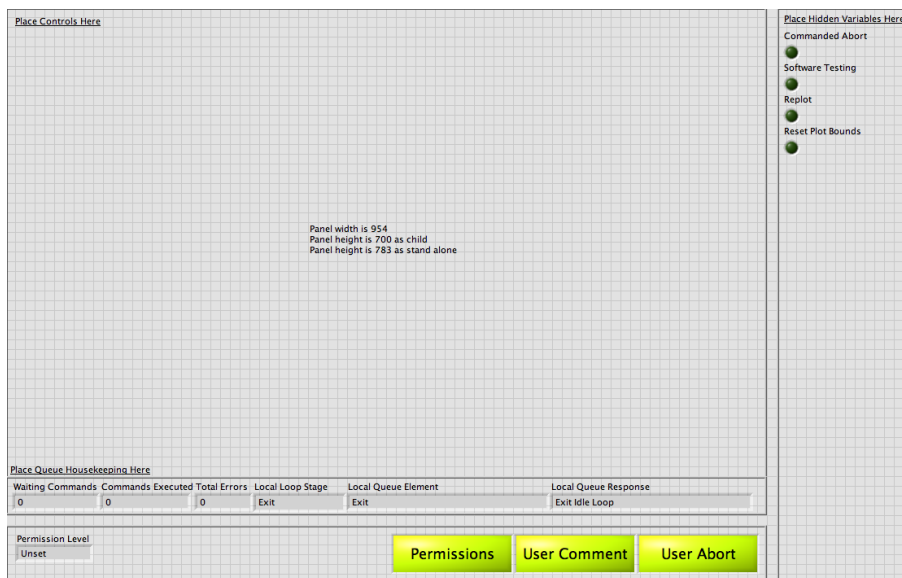 Place Controls Here
Place Hidden Variables Here
Commanded Abort
Software Testing
Replot
Reset Plot Bounds
Panel width is 954
Panel height is 700 as child
Panel height is 783 as stand alone
Place Queue Housekeeping Here
Waiting Commands Commands Executed Total Errors Local Loop Stage Local Queue Element Local Queue Response
0 0 0 Exit Exit Exit Idle Loop
Permission Level
Unset
Permissions User Comment User Abort